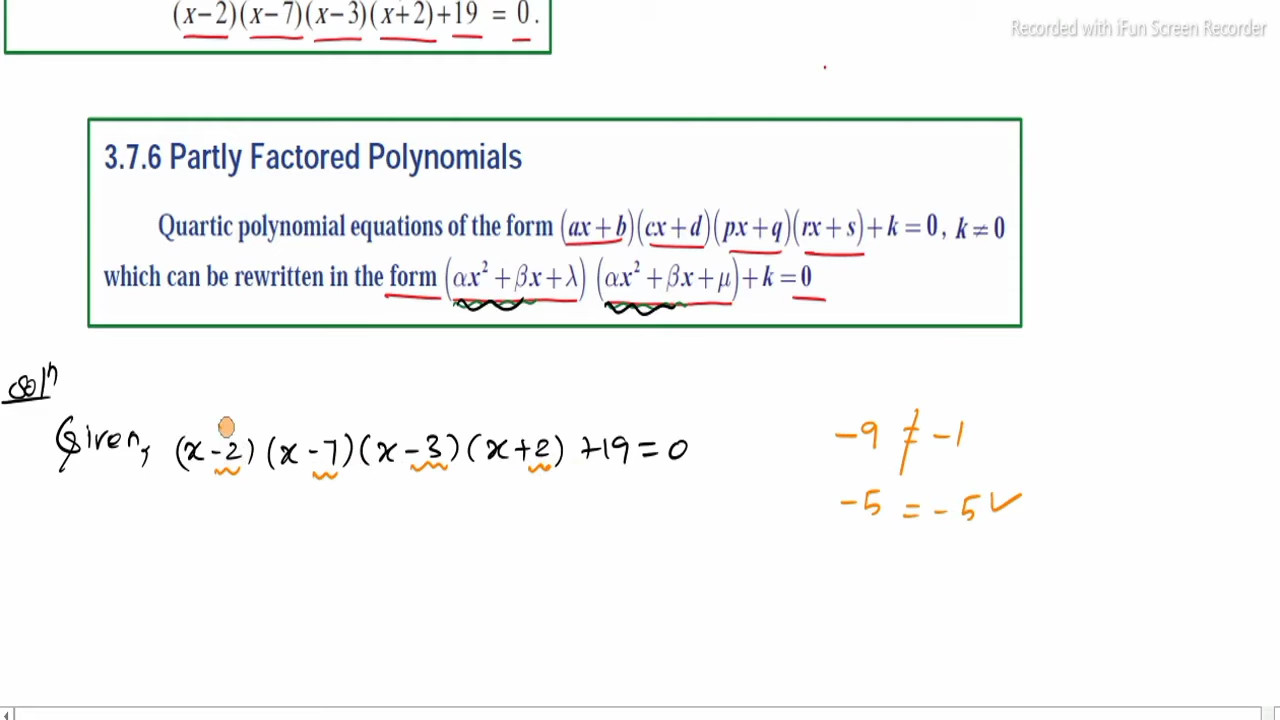 (x−2)(x−7)(x−3)(x+2)+19 = 0.
Recorded with iFun Screen Recorder
3.7.6 Partly Factored Polynomials
Quartic polynomial equations of the form (ax+b)(cx+d)(px+q)(rx+s)+k=0, k≠0
which can be rewritten in the form (αx²+βx+λ) (αx²+βx+μ)+k=0
Solⁿ
Given, (x-2)(x-7)(x-3)(x+2)+19=0
-9 ≠ -1
-5 = -5 ✓